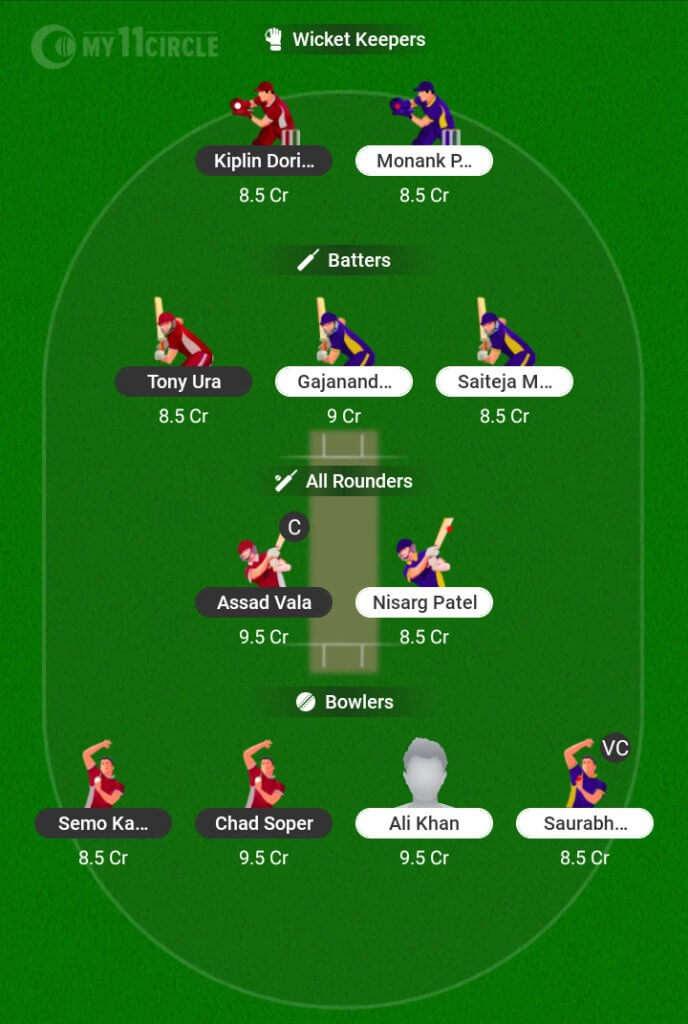 MY11CIRCLE
Wicket Keepers
Kiplin Dori... Monank P...
8.5 Cr 8.5 Cr
Batters
Tony Ura Gajanand... Saiteja M...
8.5 Cr 9 Cr 8.5 Cr
All Rounders
C
Assad Vala Nisarg Patel
9.5 Cr 8.5 Cr
Bowlers
VC
Semo Ka... Chad Soper Ali Khan Saurabh...
8.5 Cr 9.5 Cr 9.5 Cr 8.5 Cr